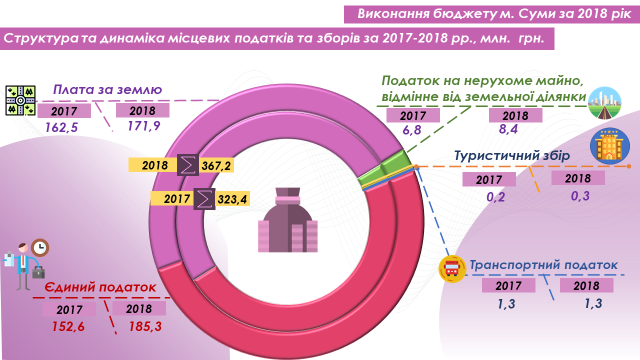 Виконання бюджету м. Суми за 2018 рік
Структура та динаміка місцевих податків та зборів за 2017-2018 рр., млн. грн.
Плата за землю
2017 2018
162,5 171,9
Податок на нерухоме майно,
відмінне від земельної ділянки
2017 2018
6,8 8,4
Туристичний збір
2017 2018
0,2 0,3
2018 Σ 367,2
2017 Σ 323,4
Єдиний податок
2017 2018
152,6 185,3
Транспортний податок
2017 2018
1,3 1,3